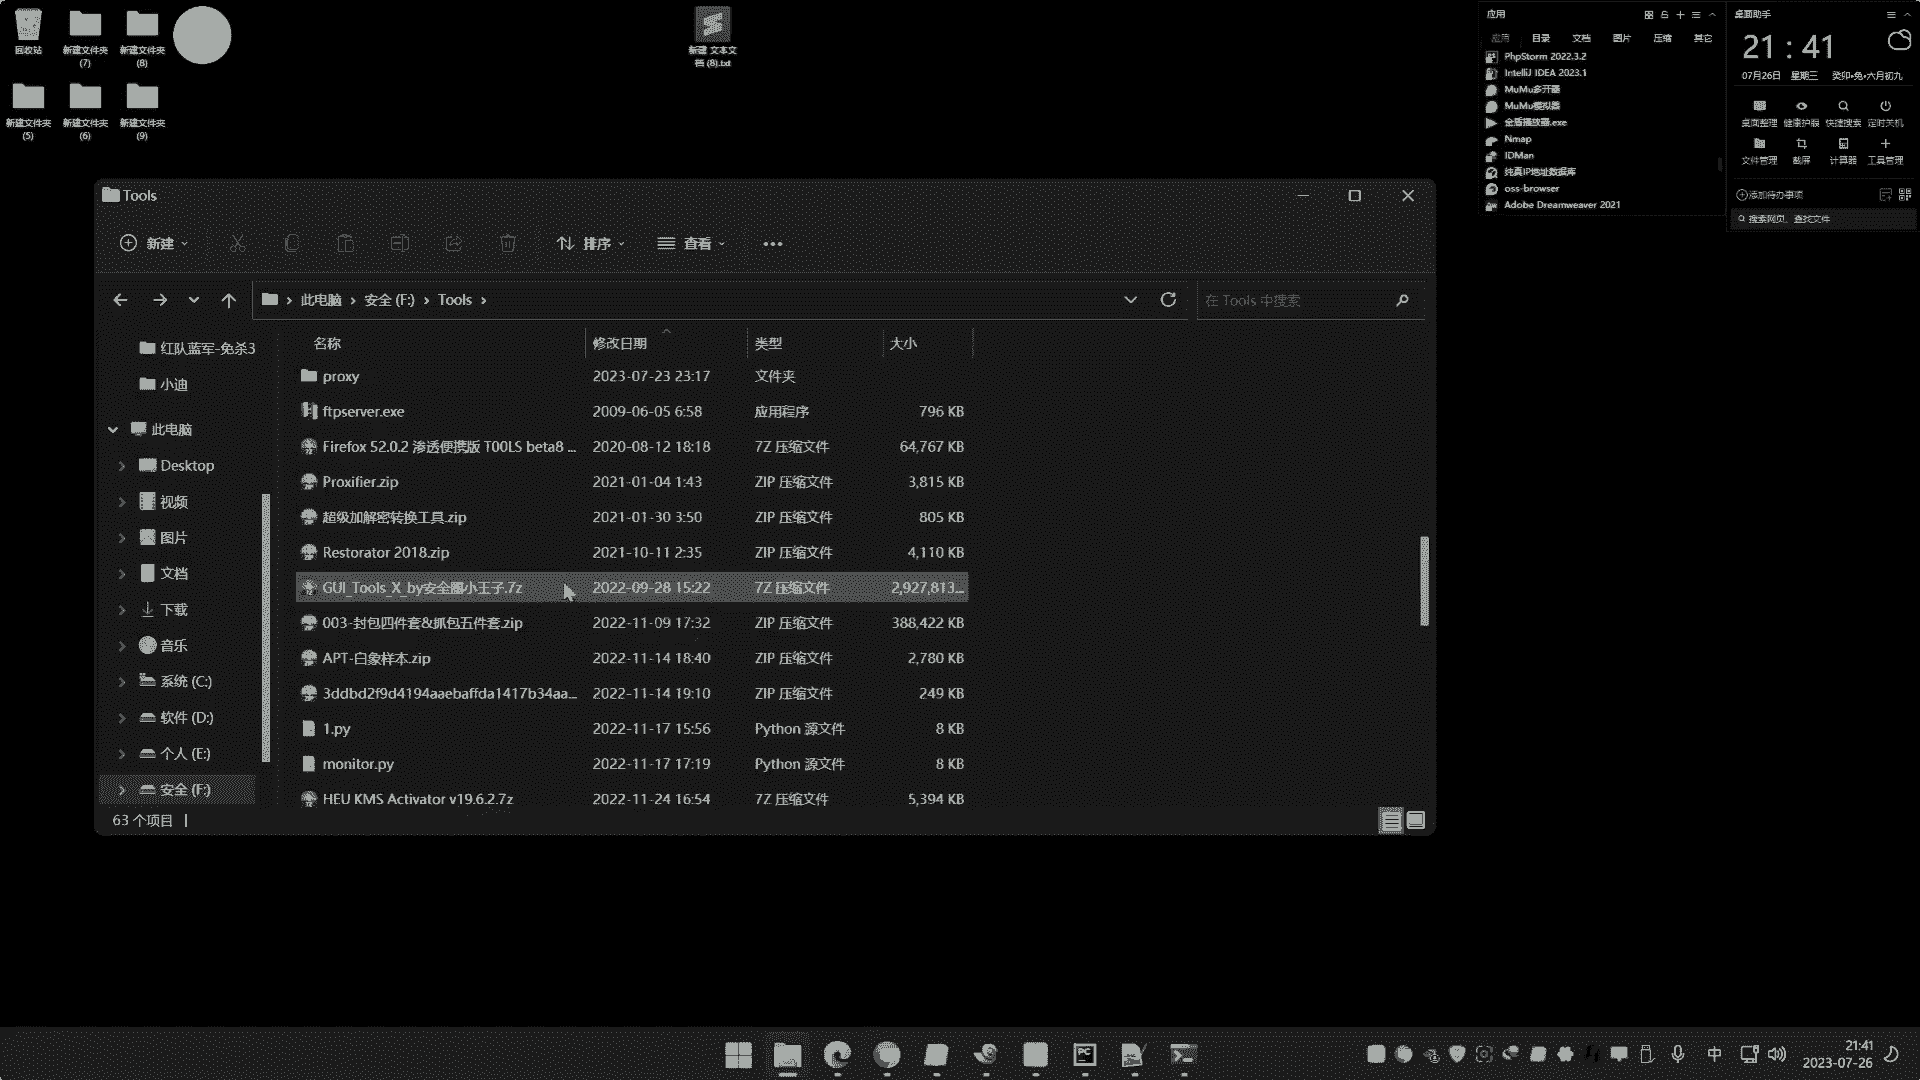 回收站
新建文件夹
(7)
新建文件夹
(8)
新建文件夹
(5)
新建文件夹
(6)
新建文件夹
(9)
新建 文本文
档 (8).txt
应用
应用 目录 文档 图片 压缩 其它
PhpStorm 2022.3.2
IntelliJ IDEA 2023.1
MuMu多开器
MuMu模拟器
金盾播放器.exe
Nmap
IDMan
纯真IP地址数据库
oss-browser
Adobe Dreamweaver 2021
桌面助手
21 : 41
07月26日 星期三 癸卯•兔•六月初九
桌面整理 健康护眼 快速搜索 定时关机
文件管理 截屏 计算器 工具管理
添加待办事项
搜索网页、查找文件
Tools
新建 排序 查看
此电脑 › 安全 (F:) › Tools ›
在 Tools 中搜索
红队蓝军-免杀3
小迪
此电脑
Desktop
视频
图片
文档
下载
音乐
系统 (C:)
软件 (D:)
个人 (E:)
安全 (F:)
名称 修改日期 类型 大小
proxy 2023-07-23 23:17 文件夹
ftpserver.exe 2009-06-05 6:58 应用程序 796 KB
Firefox 52.0.2 渗透便携版 T00LS beta8 ... 2020-08-12 18:18 7Z 压缩文件 64,767 KB
Proxifier.zip 2021-01-04 1:43 ZIP 压缩文件 3,815 KB
超级加解密转换工具.zip 2021-01-30 3:50 ZIP 压缩文件 805 KB
Restorator 2018.zip 2021-10-11 2:35 ZIP 压缩文件 4,110 KB
GUI_Tools_X_by安全圈小王子.7z 2022-09-28 15:22 7Z 压缩文件 2,927,813...
003-封包四件套&抓包五件套.zip 2022-11-09 17:32 ZIP 压缩文件 388,422 KB
APT-白象样本.zip 2022-11-14 18:40 ZIP 压缩文件 2,780 KB
3ddbd2f9d4194aaebaffda1417b34aa... 2022-11-14 19:10 ZIP 压缩文件 249 KB
1.py 2022-11-17 15:56 Python 源文件 8 KB
monitor.py 2022-11-17 17:19 Python 源文件 8 KB
HEU KMS Activator v19.6.2.7z 2022-11-24 16:54 7Z 压缩文件 5,394 KB
63 个项目
PC
中
21:41
2023-07-26